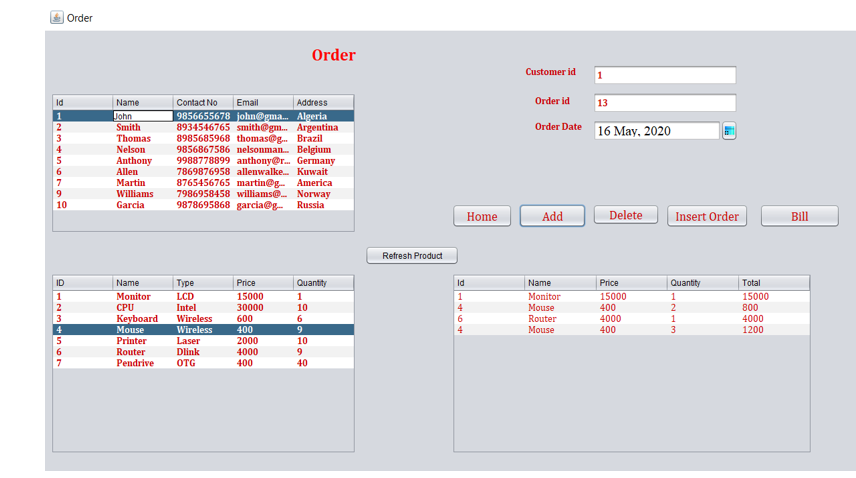 Order
Order
Customer id 1
Order id 13
Order Date 16 May, 2020
Id Name Contact No Email Address
1 John 9856655678 john@gma... Algeria
2 Smith 8934546765 smith@gm... Argentina
3 Thomas 8985685968 thomas@g... Brazil
4 Nelson 9856867586 nelsonman... Belgium
5 Anthony 9988778899 anthony@r... Germany
6 Allen 7869876958 allenwalke... Kuwait
7 Martin 8765456765 martin@g... America
9 Williams 7986958458 williams@... Norway
10 Garcia 9878695868 garcia@g... Russia
Home Add Delete Insert Order Bill
Refresh Product
ID Name Type Price Quantity
1 Monitor LCD 15000 1
2 CPU Intel 30000 10
3 Keyboard Wireless 600 6
4 Mouse Wireless 400 9
5 Printer Laser 2000 10
6 Router Dlink 4000 9
7 Pendrive OTG 400 40
Id Name Price Quantity Total
1 Monitor 15000 1 15000
4 Mouse 400 2 800
6 Router 4000 1 4000
4 Mouse 400 3 1200